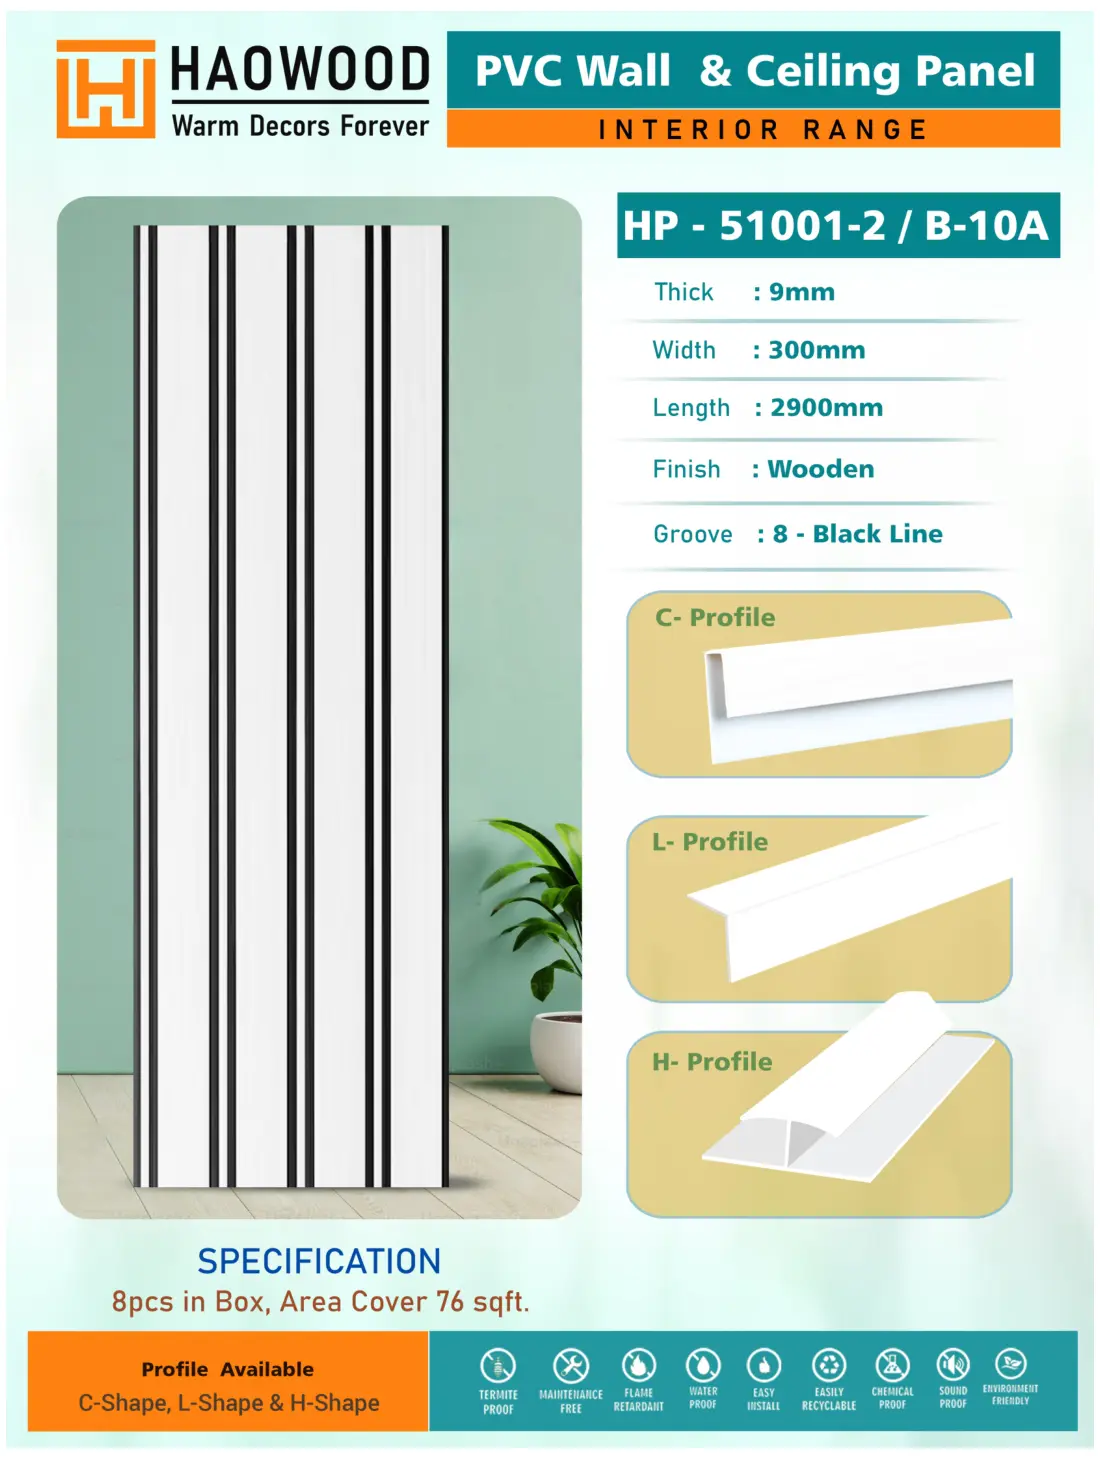 HAOWOOD
Warm Decors Forever
PVC Wall & Ceiling Panel
INTERIOR RANGE
HP - 51001-2 / B-10A
Thick : 9mm
Width : 300mm
Length : 2900mm
Finish : Wooden
Groove : 8 - Black Line
C- Profile
L- Profile
H- Profile
SPECIFICATION
8pcs in Box, Area Cover 76 sqft.
Profile Available
C-Shape, L-Shape & H-Shape
TERMITE
PROOF
MAINTENANCE
FREE
FLAME
RETARDANT
WATER
PROOF
EASY
INSTALL
EASILY
RECYCLABLE
CHEMICAL
PROOF
SOUND
PROOF
ENVIRONMENT
FRIENDLY